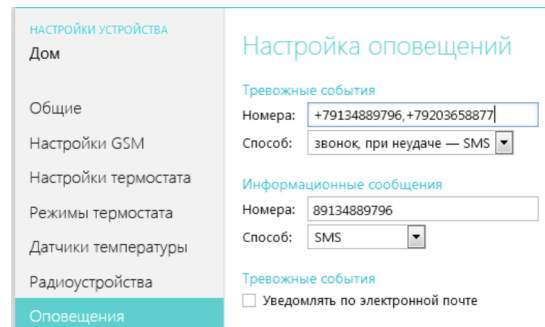 НАСТРОЙКИ УСТРОЙСТВА
Дом
Общие
Настройки GSM
Настройки термостата
Режимы термостата
Датчики температуры
Радиоустройства
Оповещения
Настройка оповещений
Тревожные события
Номера: +79134889796,+79203658877
Способ: звонок, при неудаче — SMS
Информационные сообщения
Номера: 89134889796
Способ: SMS
Тревожные события
Уведомлять по электронной почте